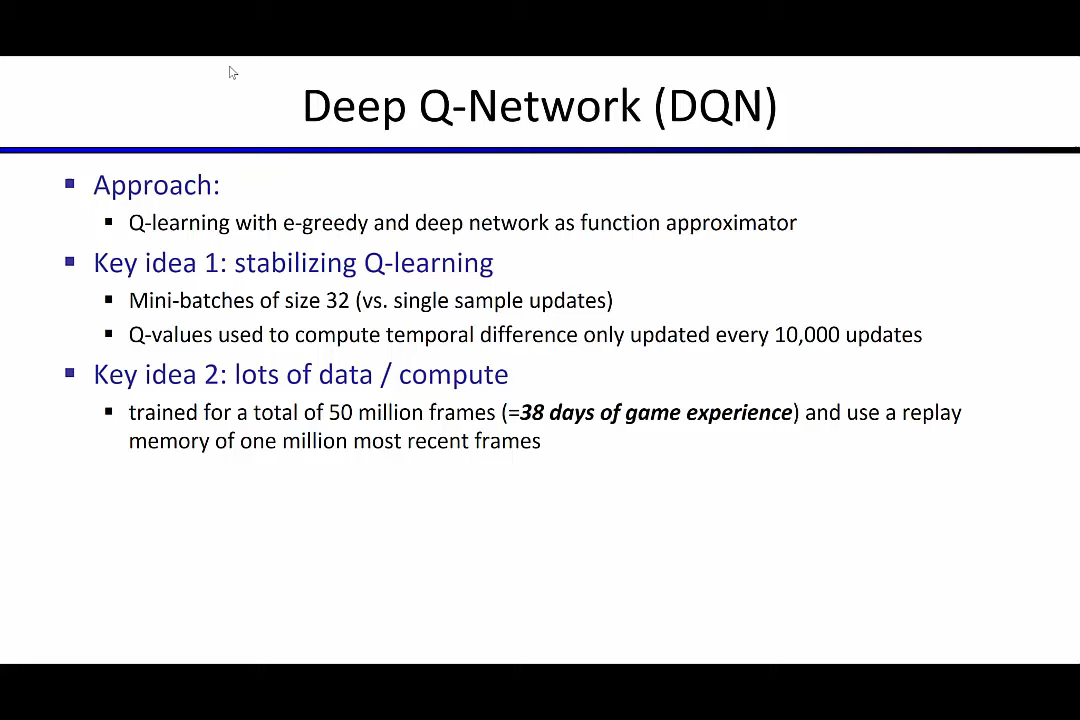 Deep Q-Network (DQN)
▪ Approach:
▪ Q-learning with e-greedy and deep network as function approximator
▪ Key idea 1: stabilizing Q-learning
▪ Mini-batches of size 32 (vs. single sample updates)
▪ Q-values used to compute temporal difference only updated every 10,000 updates
▪ Key idea 2: lots of data / compute
▪ trained for a total of 50 million frames (=38 days of game experience) and use a replay
memory of one million most recent frames